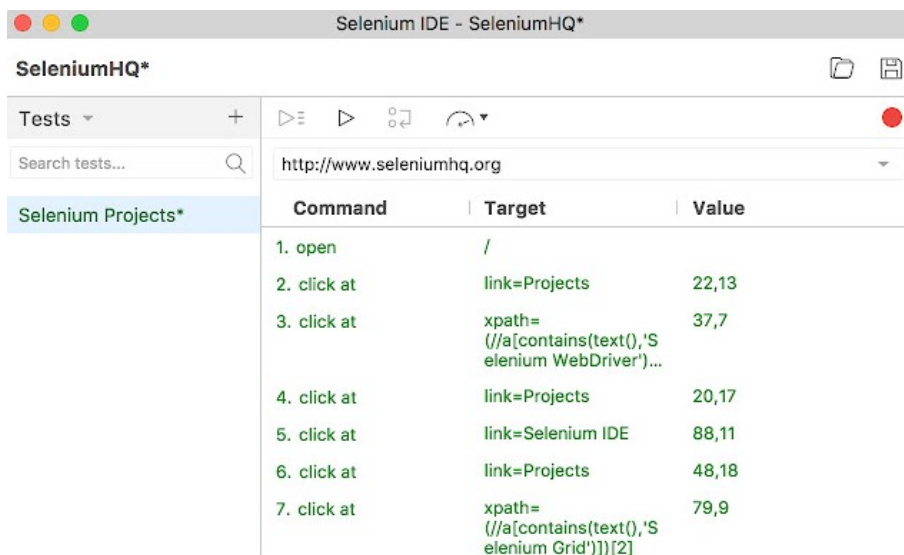 Selenium IDE - SeleniumHQ*
SeleniumHQ*
Tests
Search tests...
Selenium Projects*
http://www.seleniumhq.org
Command Target Value
1. open /
2. click at link=Projects 22,13
3. click at xpath= 37,7
(//a[contains(text(),'S
elenium WebDriver')...
4. click at link=Projects 20,17
5. click at link=Selenium IDE 88,11
6. click at link=Projects 48,18
7. click at xpath= 79,9
(//a[contains(text(),'S
elenium Grid')])[2]